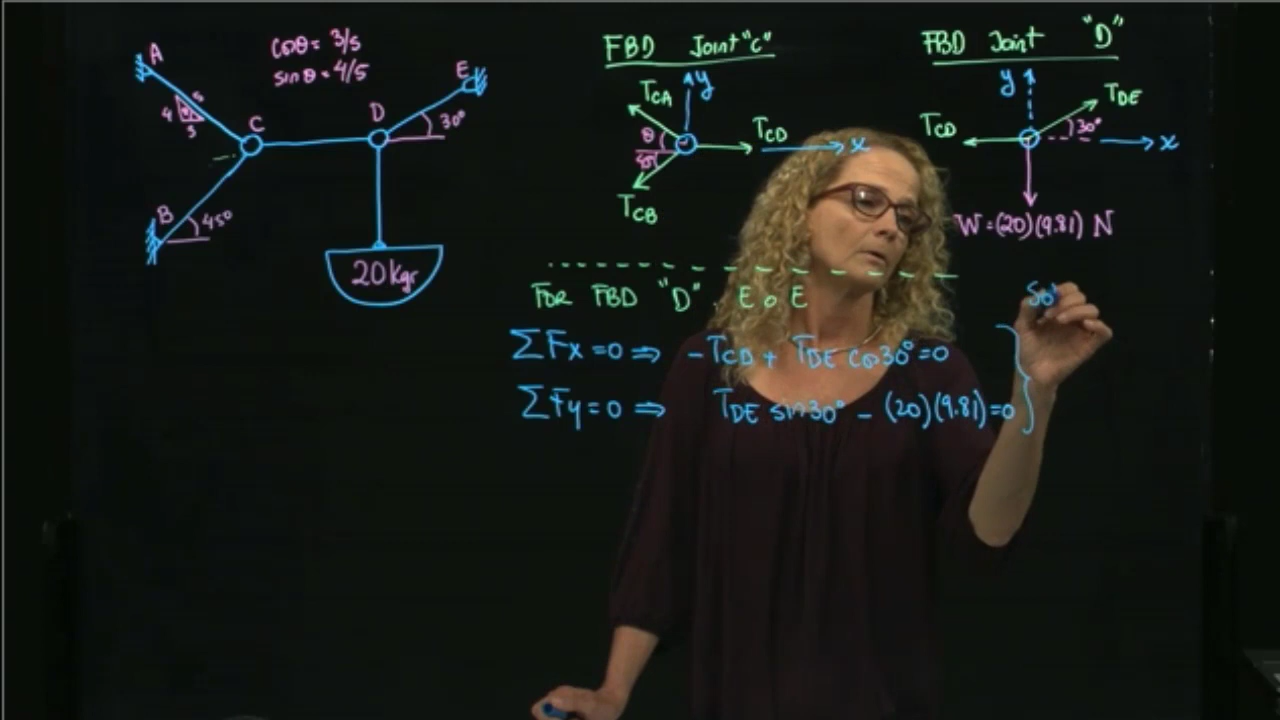 A
cosθ = 3/5
sinθ = 4/5
4 5
θ
3
C
B
45°
D
E
30°
20 Kgr
FBD Joint "C"
y
TCA
θ
45°
TCD
x
TCB
FBD Joint "D"
y
TDE
TCD
30°
x
W=(20)(9.81) N
FOR FBD "D". E o E
ΣFx=0 ⇒ -TCD + TDE cos30°=0
ΣFy=0 ⇒ TDE sin30° - (20)(9.81)=0